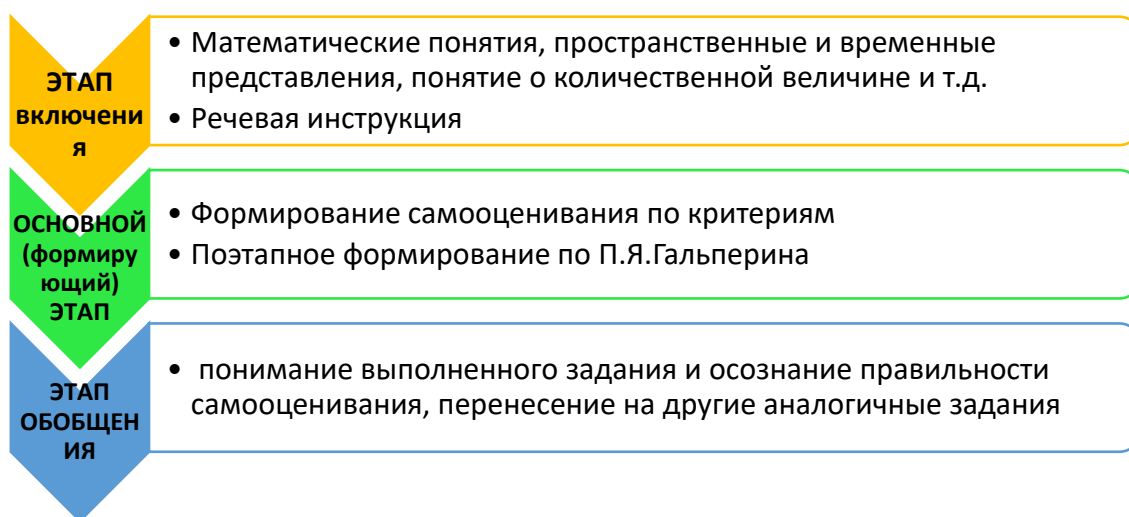 ЭТАП
включени
я
• Математические понятия, пространственные и временные
представления, понятие о количественной величине и т.д.
• Речевая инструкция
ОСНОВНОЙ
(формиру
ющий)
ЭТАП
• Формирование самооценивания по критериям
• Поэтапное формирование по П.Я.Гальперина
ЭТАП
ОБОБЩЕН
ИЯ
• понимание выполненного задания и осознание правильности
самооценивания, перенесение на другие аналогичные задания